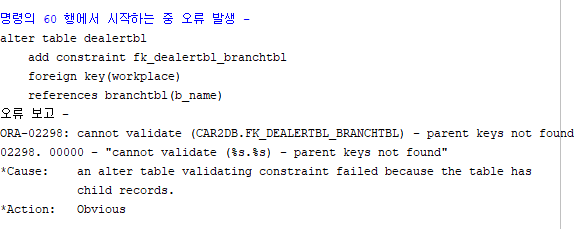 명령의 60 행에서 시작하는 중 오류 발생 -
alter table dealertbl
    add constraint fk_dealertbl_branchtbl
    foreign key(workplace)
    references branchtbl(b_name)
오류 보고 -
ORA-02298: cannot validate (CAR2DB.FK_DEALERTBL_BRANCHTBL) - parent keys not found
02298. 00000 - "cannot validate (%s.%s) - parent keys not found"
*Cause:    an alter table validating constraint failed because the table has
           child records.
*Action:   Obvious